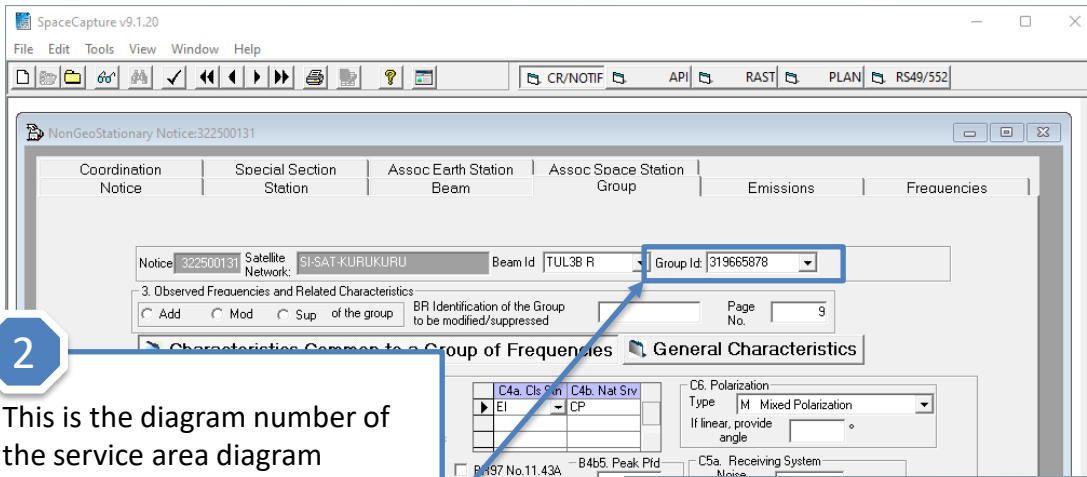 SpaceCapture v9.1.20
File Edit Tools View Window Help
CR/NOTIF API RAST PLAN RS49/552
NonGeoStationary Notice:322500131
Coordination Special Section Assoc Earth Station Assoc Space Station
Notice Station Beam Group Emissions Frequencies
Notice 322500131 Satellite Network: SI-SAT-KURUKURU Beam Id TUL3B R Group Id: 319665878
3. Observed Frequencies and Related Characteristics
Add Mod Sup of the group BR Identification of the Group to be modified/suppressed Page No. 9
Characteristics Common to a Group of Frequencies General Characteristics
2
C4a. Cls Stn C4b. Nat Srv
EI CP
C6. Polarization
Type M Mixed Polarization
If linear, provide angle °
This is the diagram number of
the service area diagram
No.11.43A
B4b5. Peak Pfd
C5a. Receiving System
Noise